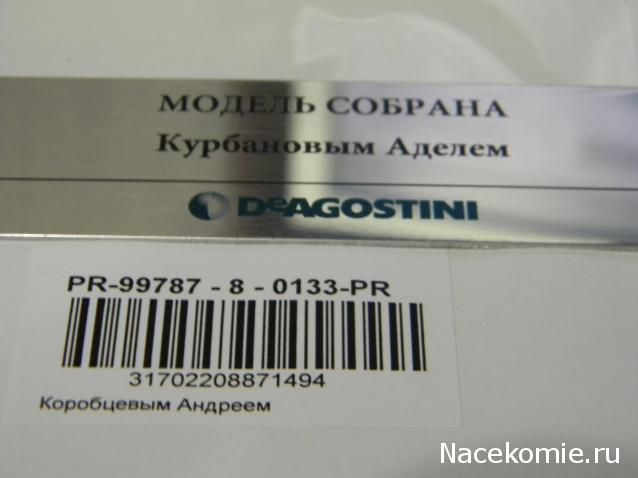 МОДЕЛЬ СОБРАНА
Курбановым Аделем
DeAGOSTINI
PR-99787 - 8 - 0133-PR
31702208871494
Коробцевым Андреем
Nacekomie.ru